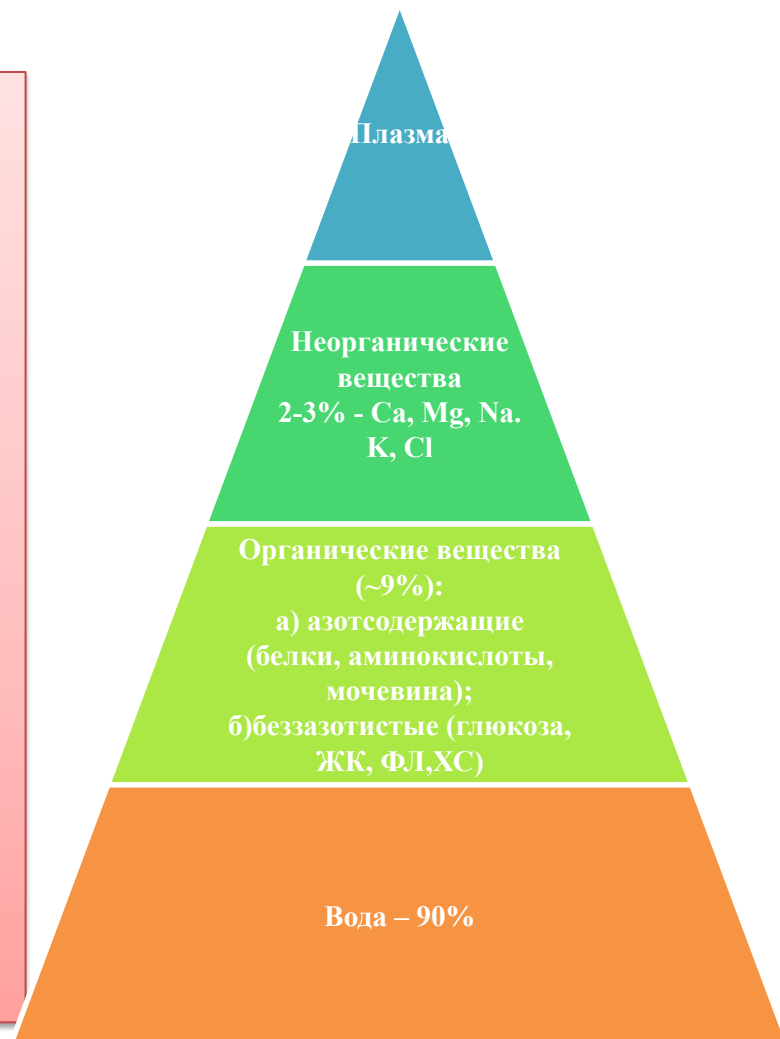 Плазма
Неорганические
вещества
2-3% - Ca, Mg, Na.
K, Cl
Органические вещества
(~9%):
а) азотсодержащие
(белки, аминокислоты,
мочевина);
б)беззазотистые (глюкоза,
ЖК, ФЛ,ХС)
Вода – 90%